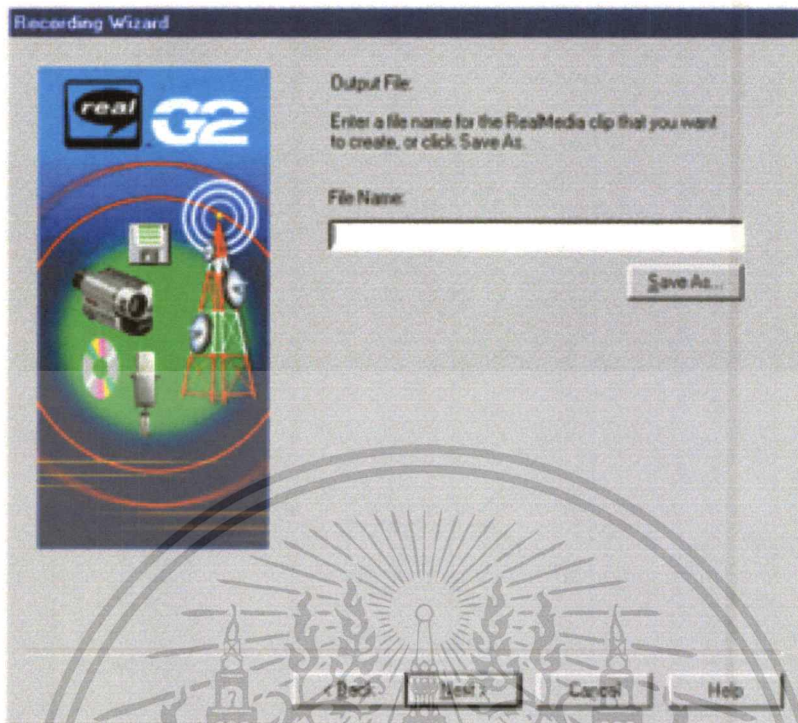 Recording Wizard
real G2
Output File:
Enter a file name for the RealMedia clip that you want
to create, or click Save As.
File Name:
Save As...
< Back
Next >
Cancel
Help